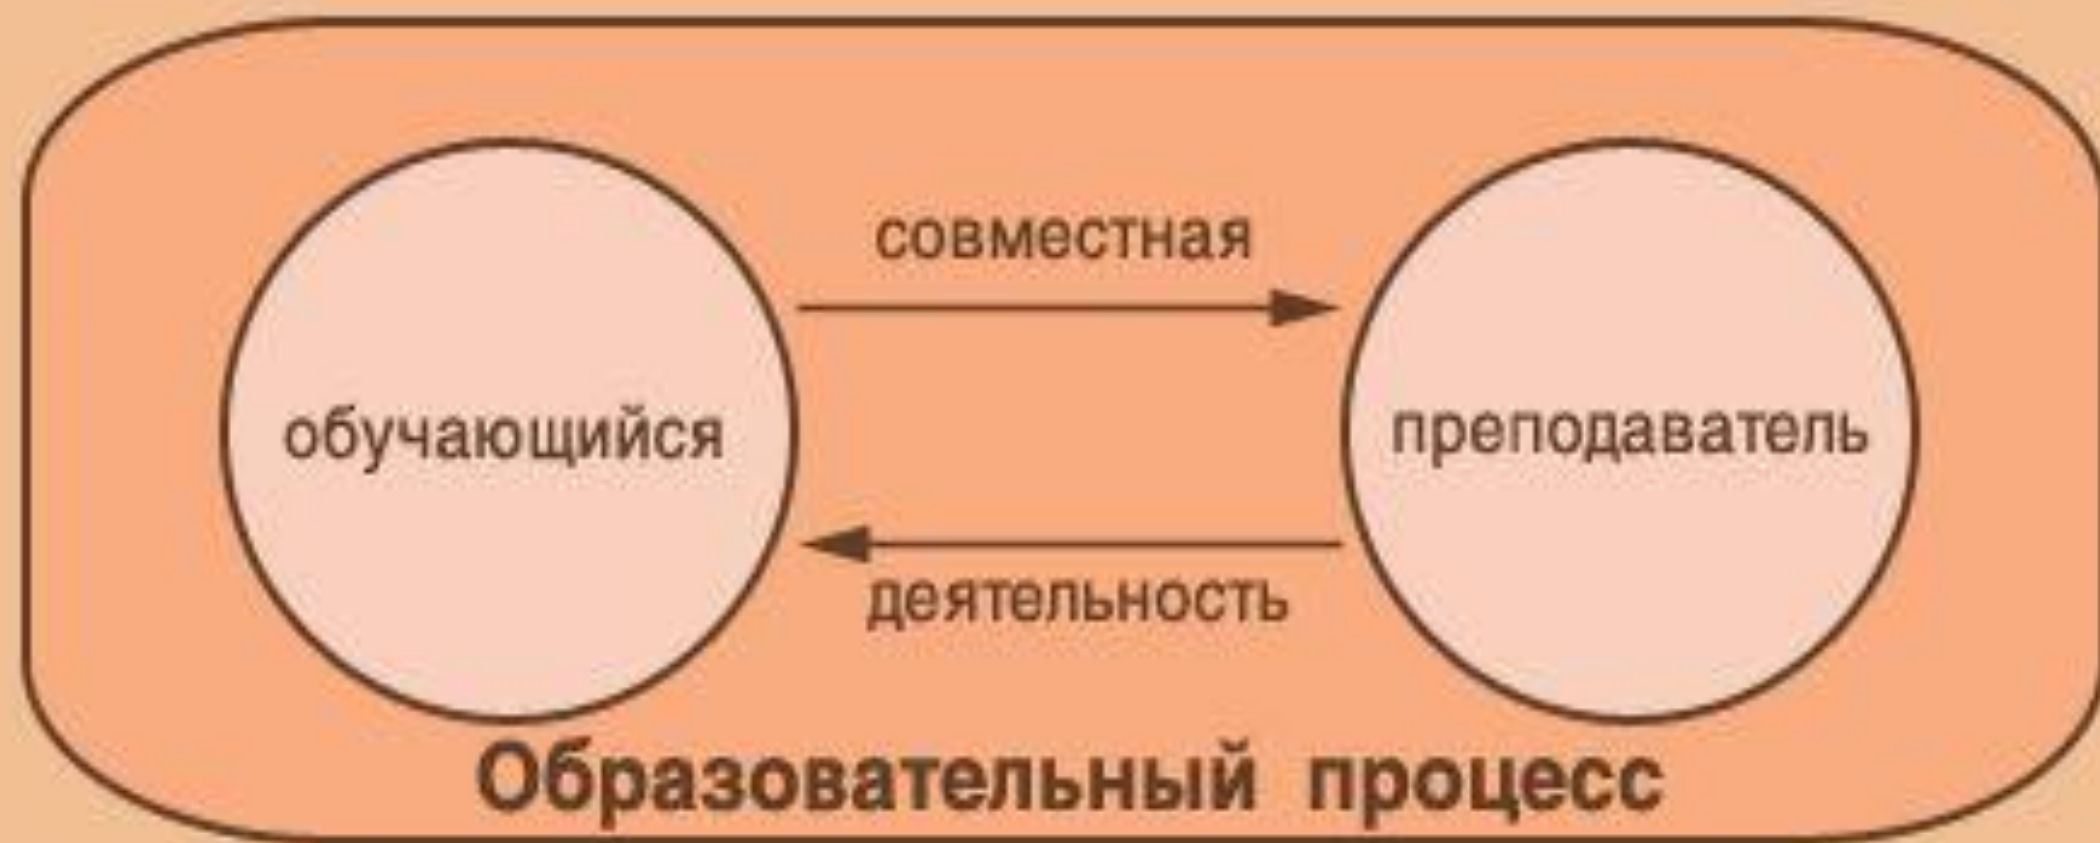 совместная
обучающийся
преподаватель
деятельность
Образовательный процесс